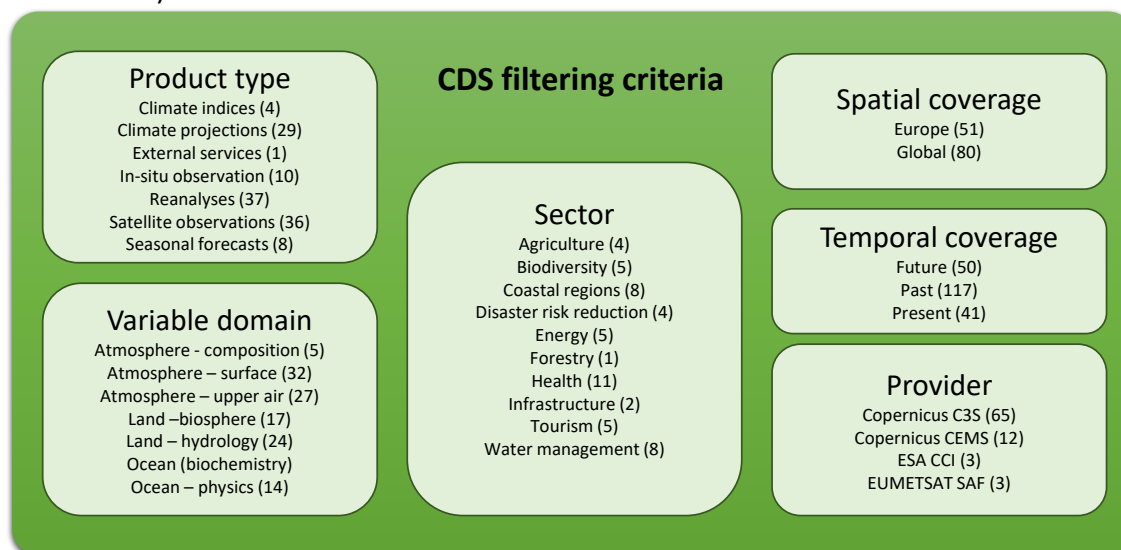 CDS filtering criteria
Product type
Climate indices (4)
Climate projections (29)
External services (1)
In-situ observation (10)
Reanalyses (37)
Satellite observations (36)
Seasonal forecasts (8)
Variable domain
Atmosphere - composition (5)
Atmosphere – surface (32)
Atmosphere – upper air (27)
Land –biosphere (17)
Land – hydrology (24)
Ocean (biochemistry)
Ocean – physics (14)
Sector
Agriculture (4)
Biodiversity (5)
Coastal regions (8)
Disaster risk reduction (4)
Energy (5)
Forestry (1)
Health (11)
Infrastructure (2)
Tourism (5)
Water management (8)
Spatial coverage
Europe (51)
Global (80)
Temporal coverage
Future (50)
Past (117)
Present (41)
Provider
Copernicus C3S (65)
Copernicus CEMS (12)
ESA CCI (3)
EUMETSAT SAF (3)